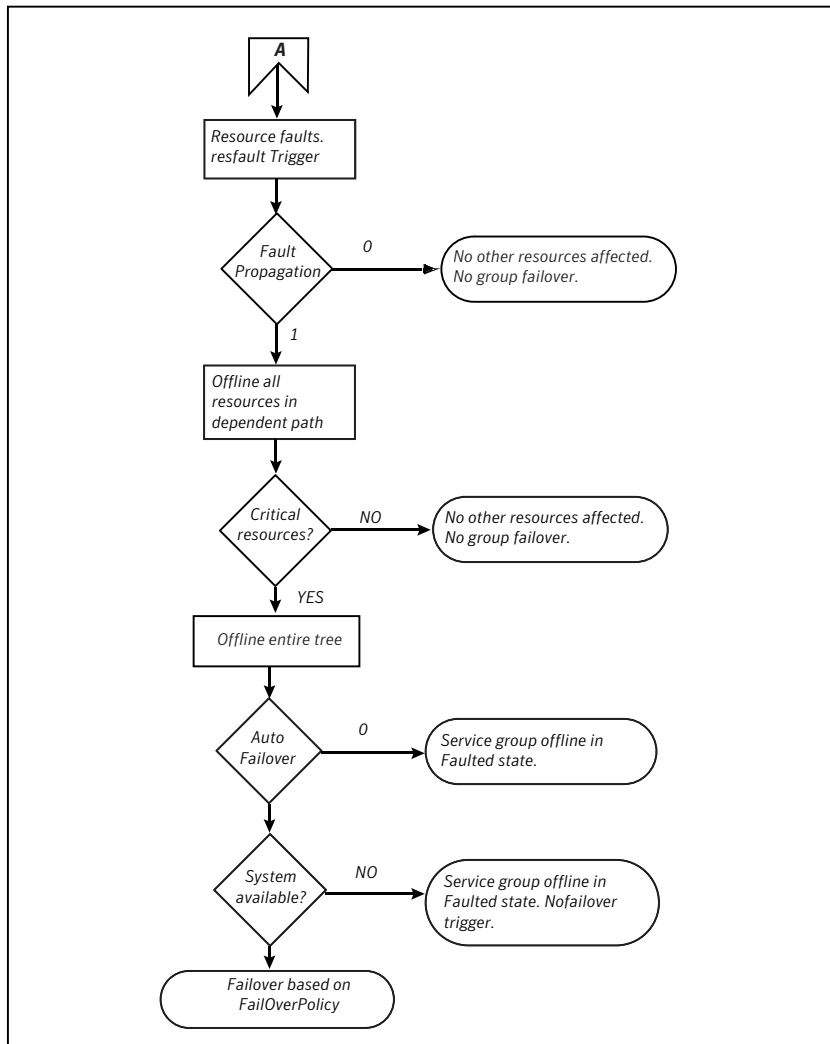 A
Resource faults.
resfault Trigger
Fault
Propagation
0
No other resources affected.
No group failover.
1
Offline all
resources in
dependent path
Critical
resources?
NO
No other resources affected.
No group failover.
YES
Offline entire tree
Auto
Failover
0
Service group offline in
Faulted state.
System
available?
NO
Service group offline in
Faulted state. Nofailover
trigger.
Failover based on
FailOverPolicy